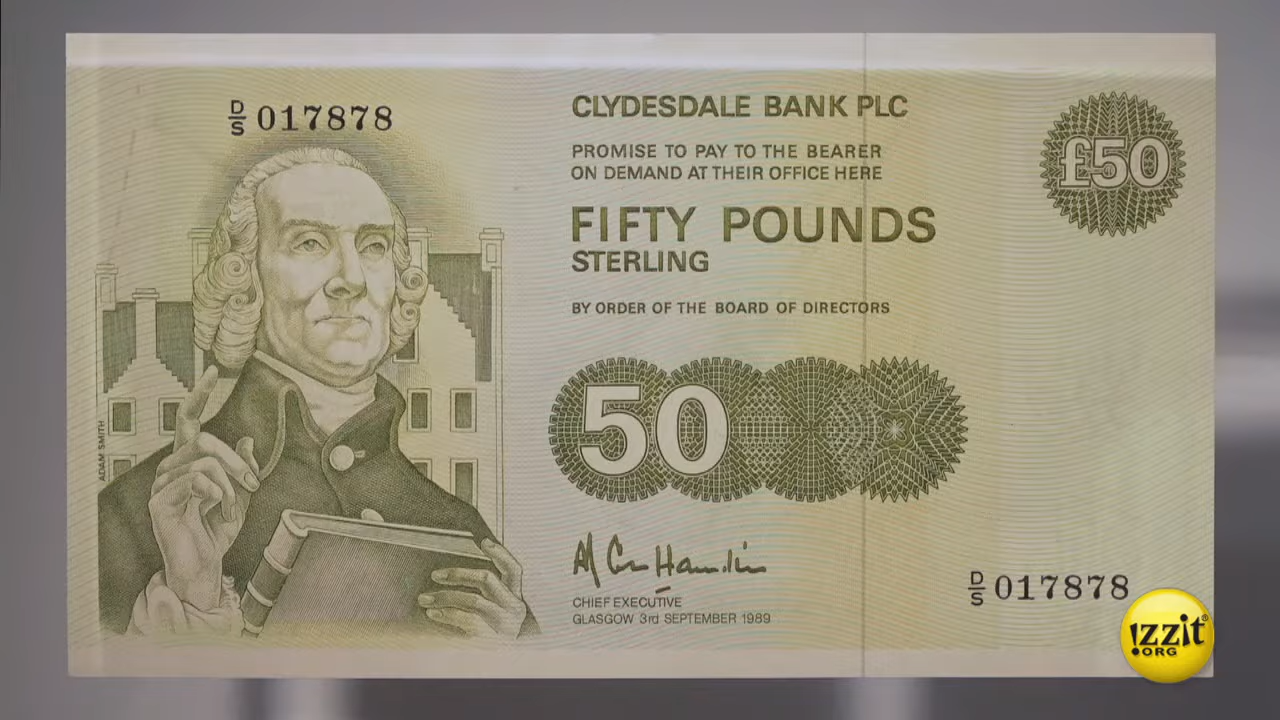 D/S 017878
CLYDESDALE BANK PLC
PROMISE TO PAY TO THE BEARER
ON DEMAND AT THEIR OFFICE HERE
£50
FIFTY POUNDS
STERLING
BY ORDER OF THE BOARD OF DIRECTORS
50
ADAM SMITH
CHIEF EXECUTIVE
GLASGOW 3rd SEPTEMBER 1989
D/S 017878
izzit®
.ORG